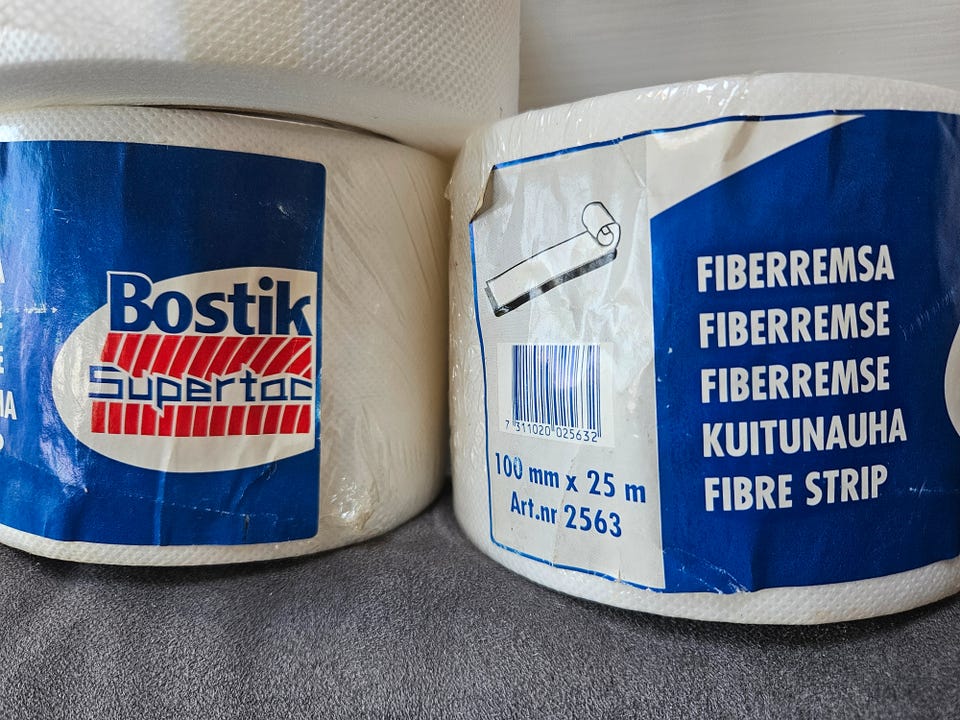 Bostik
Supertac
7 311020 025632
100 mm x 25 m
Art.nr 2563
FIBERREMSA
FIBERREMSE
FIBERREMSE
KUITUNAUHA
FIBRE STRIP